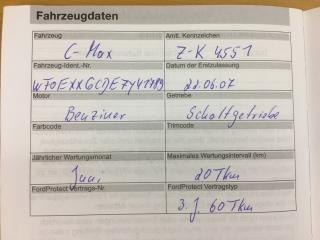 Fahrzeugdaten
Fahrzeug Amtl. Kennzeichen
C-Max Z-K 4551
Fahrzeug-Ident.-Nr. Datum der Erstzulassung
22.06.07
Motor Getriebe
Benziner Schaltgetriebe
Farbcode Trimcode
Jährlicher Wartungsmonat Maximales Wartungsintervall (km)
Juni 20 Tkm
FordProtect Vertrags-Nr. FordProtect Vertragstyp
3. J. 60 Tkm